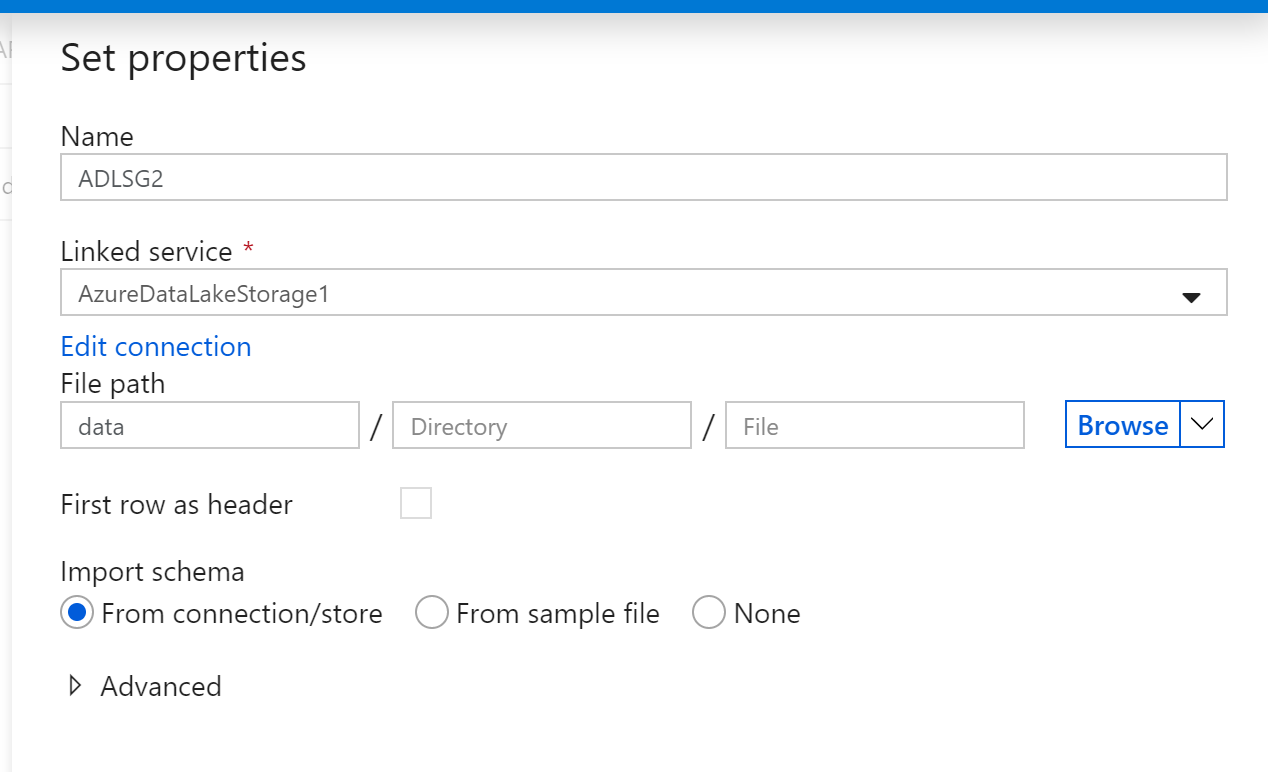 Set properties
Name
ADLSG2
Linked service *
AzureDataLakeStorage1
Edit connection
File path
data / Directory / File Browse
First row as header
Import schema
From connection/store From sample file None
Advanced